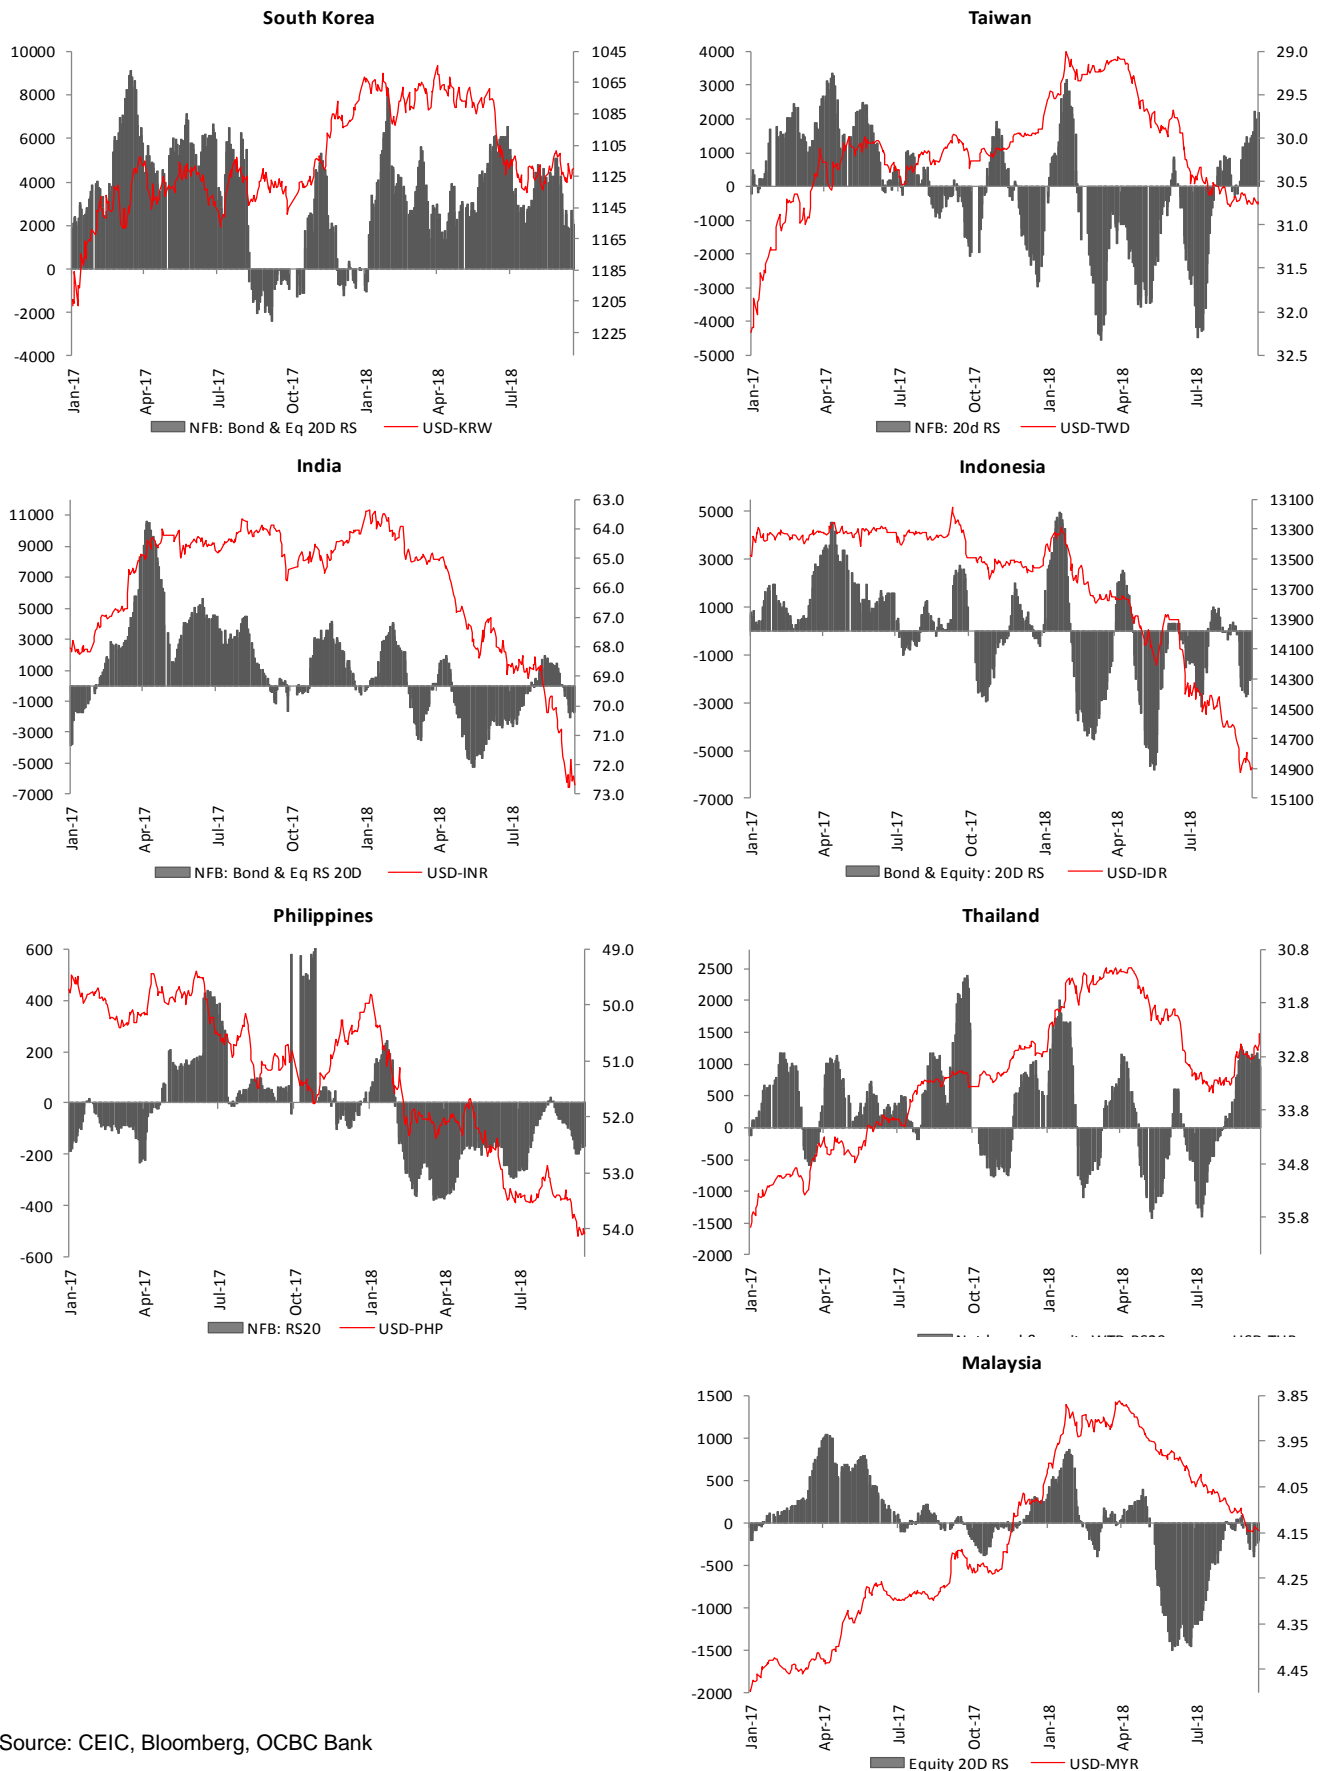 South Korea
10000
8000
6000
4000
2000
0
-2000
-4000
1045
1065
1085
1105
1125
1145
1165
1185
1205
1225
Jan-17
Apr-17
Jul-17
Oct-17
Jan-18
Apr-18
Jul-18
NFB: Bond & Eq 20D RS
USD-KRW
Taiwan
4000
3000
2000
1000
0
-1000
-2000
-3000
-4000
-5000
29.0
29.5
30.0
30.5
31.0
31.5
32.0
32.5
Jan-17
Apr-17
Jul-17
Oct-17
Jan-18
Apr-18
Jul-18
NFB: 20d RS
USD-TWD
India
11000
9000
7000
5000
3000
1000
-1000
-3000
-5000
-7000
63.0
64.0
65.0
66.0
67.0
68.0
69.0
70.0
71.0
72.0
73.0
Jan-17
Apr-17
Jul-17
Oct-17
Jan-18
Apr-18
Jul-18
NFB: Bond & Eq RS 20D
USD-INR
Indonesia
5000
3000
1000
-1000
-3000
-5000
-7000
13100
13300
13500
13700
13900
14100
14300
14500
14700
14900
15100
Jan-17
Apr-17
Jul-17
Oct-17
Jan-18
Apr-18
Jul-18
Bond & Equity: 20D RS
USD-IDR
Philippines
600
400
200
0
-200
-400
-600
49.0
50.0
51.0
52.0
53.0
54.0
Jan-17
Apr-17
Jul-17
Oct-17
Jan-18
Apr-18
Jul-18
NFB: RS20
USD-PHP
Thailand
2500
2000
1500
1000
500
0
-500
-1000
-1500
-2000
30.8
31.8
32.8
33.8
34.8
35.8
Jan-17
Apr-17
Jul-17
Oct-17
Jan-18
Apr-18
Jul-18
Malaysia
1500
1000
500
0
-500
-1000
-1500
-2000
3.85
3.95
4.05
4.15
4.25
4.35
4.45
Jan-17
Apr-17
Jul-17
Oct-17
Jan-18
Apr-18
Jul-18
Equity 20D RS
USD-MYR
Source: CEIC, Bloomberg, OCBC Bank